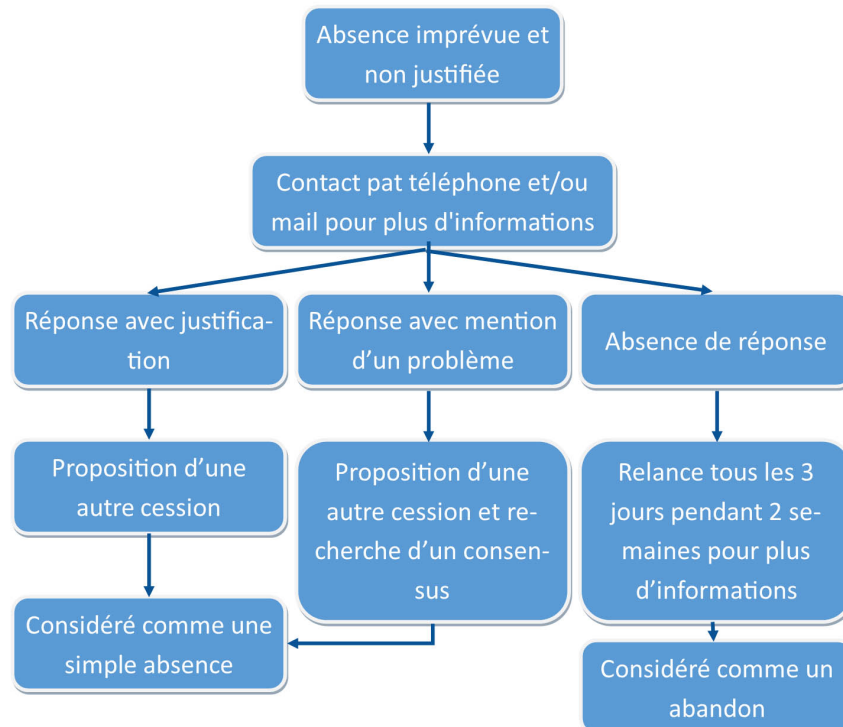 Absence imprévue et
non justifiée
Contact pat téléphone et/ou
mail pour plus d'informations
Réponse avec justifica-
tion
Réponse avec mention
d’un problème
Absence de réponse
Proposition d’une
autre cession
Proposition d’une
autre cession et re-
cherche d’un consen-
sus
Relance tous les 3
jours pendant 2 se-
maines pour plus
d’informations
Considéré comme une
simple absence
Considéré comme un
abandon